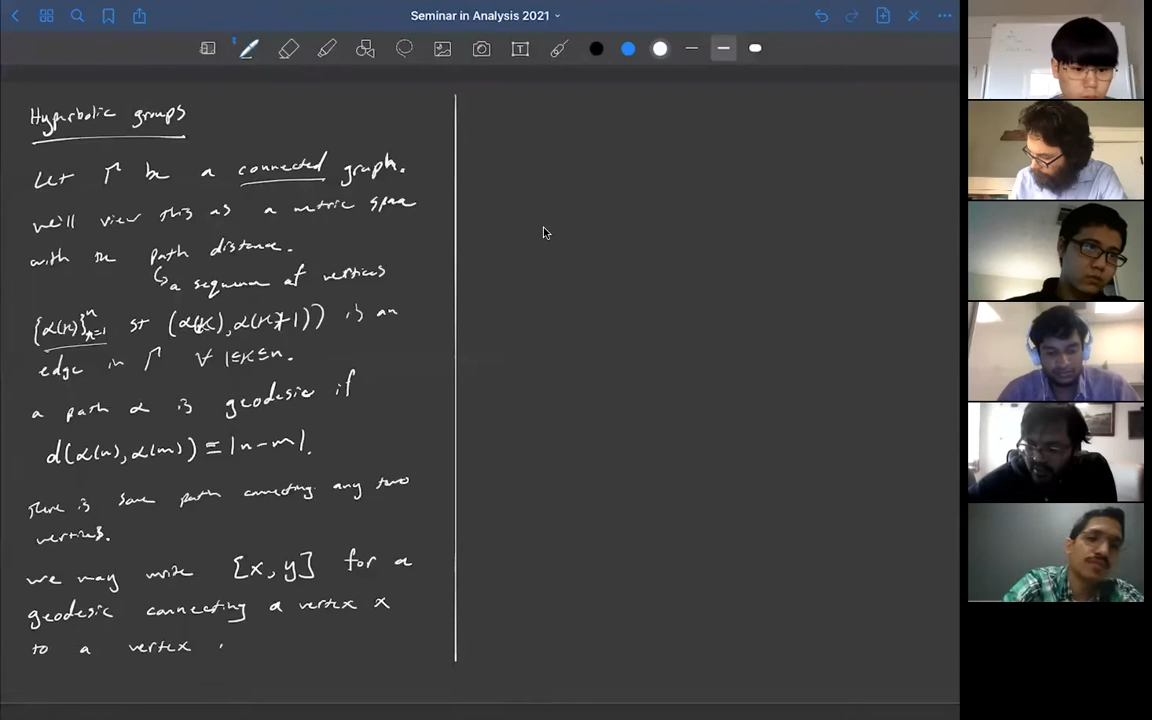 Seminar in Analysis 2021
Hyperbolic groups
Let Γ be a connected graph.
we'll view this as a metric space
with the path distance.
↳ a sequence of vertices
{α(k)}ⁿₖ₌₁ st (α(k), α(k+1)) is an
edge in Γ ∀ 1≤k≤n.
a path α is geodesic if
d(α(n), α(m)) = |n-m|.
there is some path connecting any two
vertices.
we may write [x, y] for a
geodesic connecting a vertex x
to a vertex